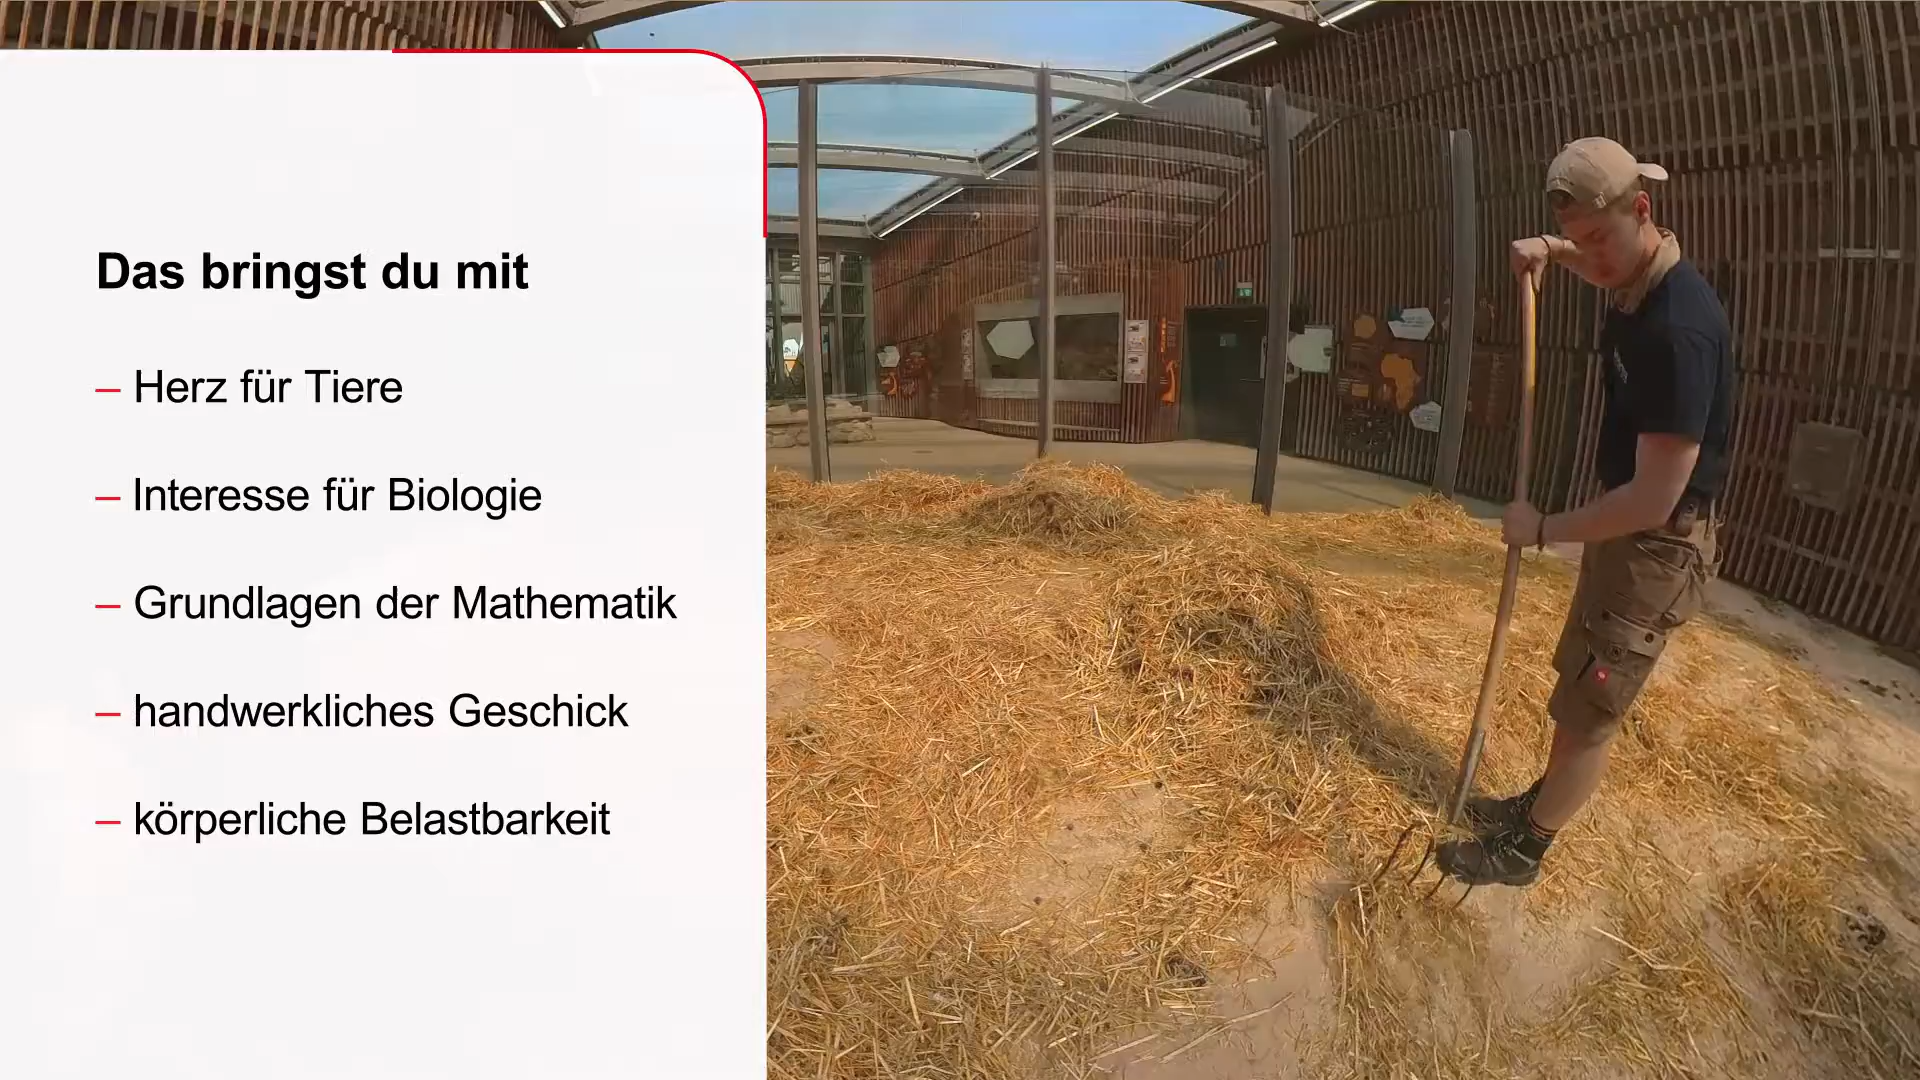 Das bringst du mit
– Herz für Tiere
– Interesse für Biologie
– Grundlagen der Mathematik
– handwerkliches Geschick
– körperliche Belastbarkeit